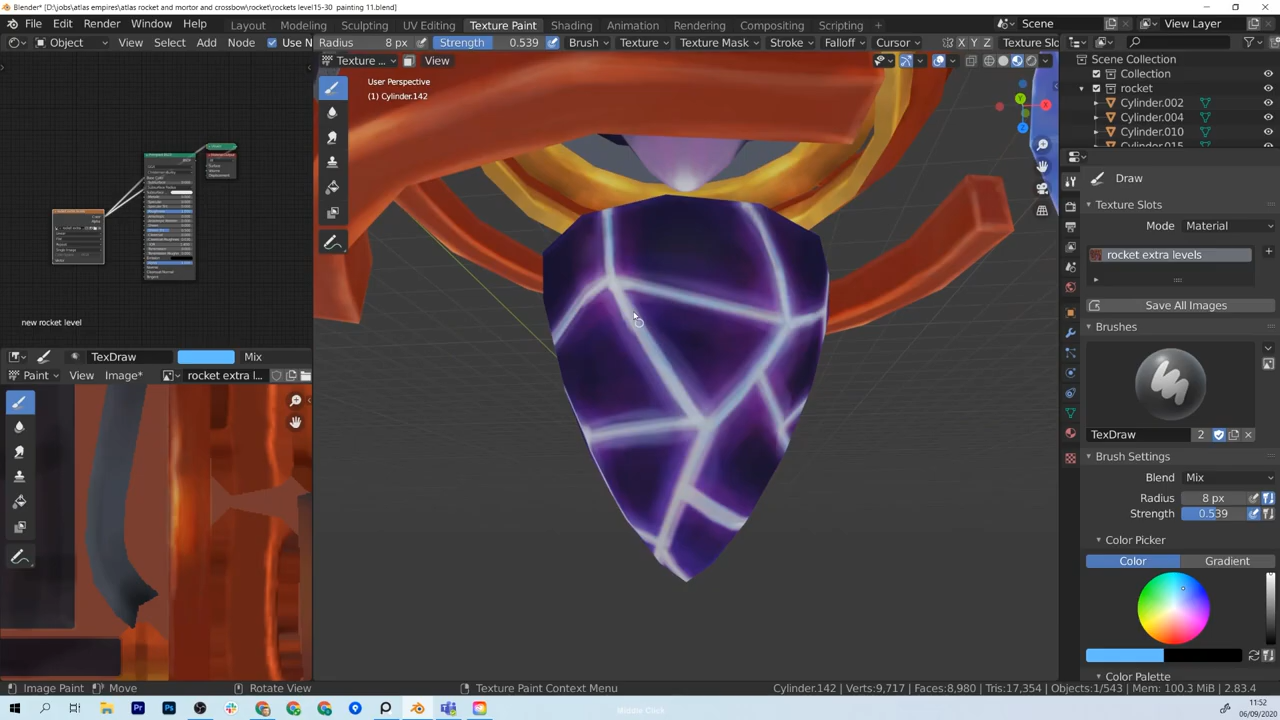 Blender* [D:\jobs\atlas empires\atlas rocket and mortor and crossbow\rocket\rockets level15-30  painting 11.blend]
File Edit Render Window Help
Layout Modeling Sculpting UV Editing Texture Paint Shading Animation Rendering Compositing Scripting
Scene View Layer
Object View Select Add Node Use N
Radius 8 px Strength 0.539 Brush Texture Texture Mask Stroke Falloff Cursor X Y Z Texture Slo
Texture ... View
User Perspective
(1) Cylinder.142
Scene Collection
Collection
rocket
Cylinder.002
Cylinder.004
Cylinder.010
Draw
Texture Slots
Mode Material
rocket extra levels
Save All Images
Brushes
TexDraw 2
Brush Settings
Blend Mix
Radius 8 px
Strength 0.539
Color Picker
Color Gradient
Color Palette
new rocket level
TexDraw Mix
Paint View Image* rocket extra l...
Image Paint Move Rotate View Texture Paint Context Menu Cylinder.142 | Verts:9,717 | Faces:8,980 | Tris:17,354 | Objects:1/543 | Mem: 100.3 MiB | 2.83.4
Middle Click
11:52
06/09/2020